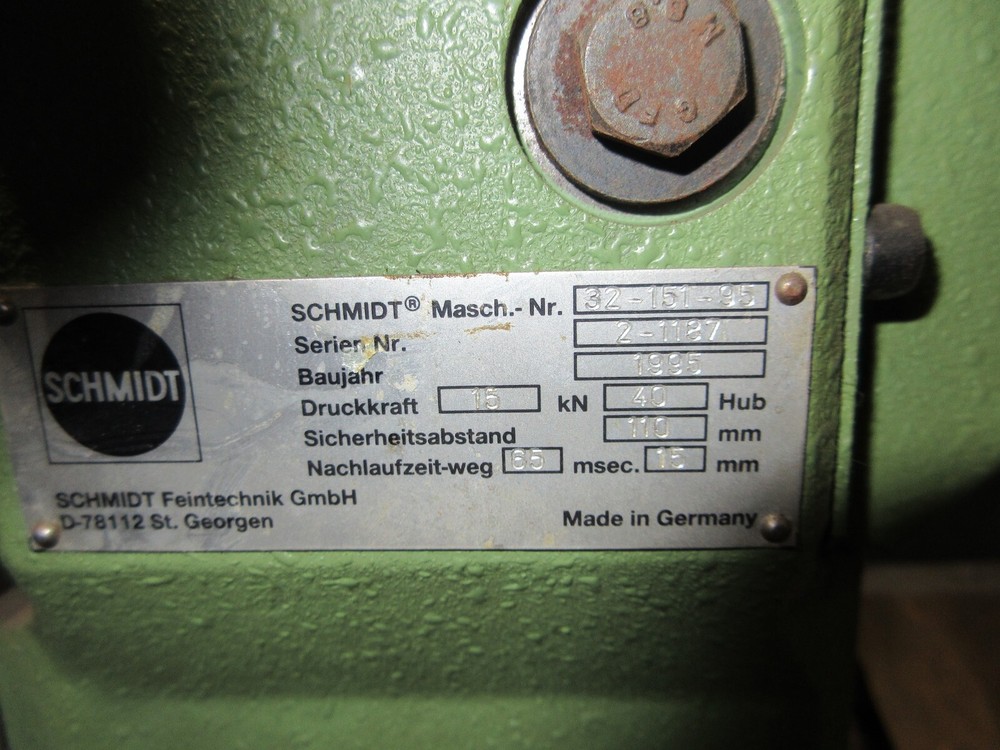 8.8 N
CFD
SCHMIDT
SCHMIDT® Masch.- Nr. 32-151-95
Serien Nr. 2-1187
Baujahr 1995
Druckkraft 15 kN 40 Hub
Sicherheitsabstand 110 mm
Nachlaufzeit-weg 65 msec. 15 mm
SCHMIDT Feintechnik GmbH
D-78112 St. Georgen
Made in Germany